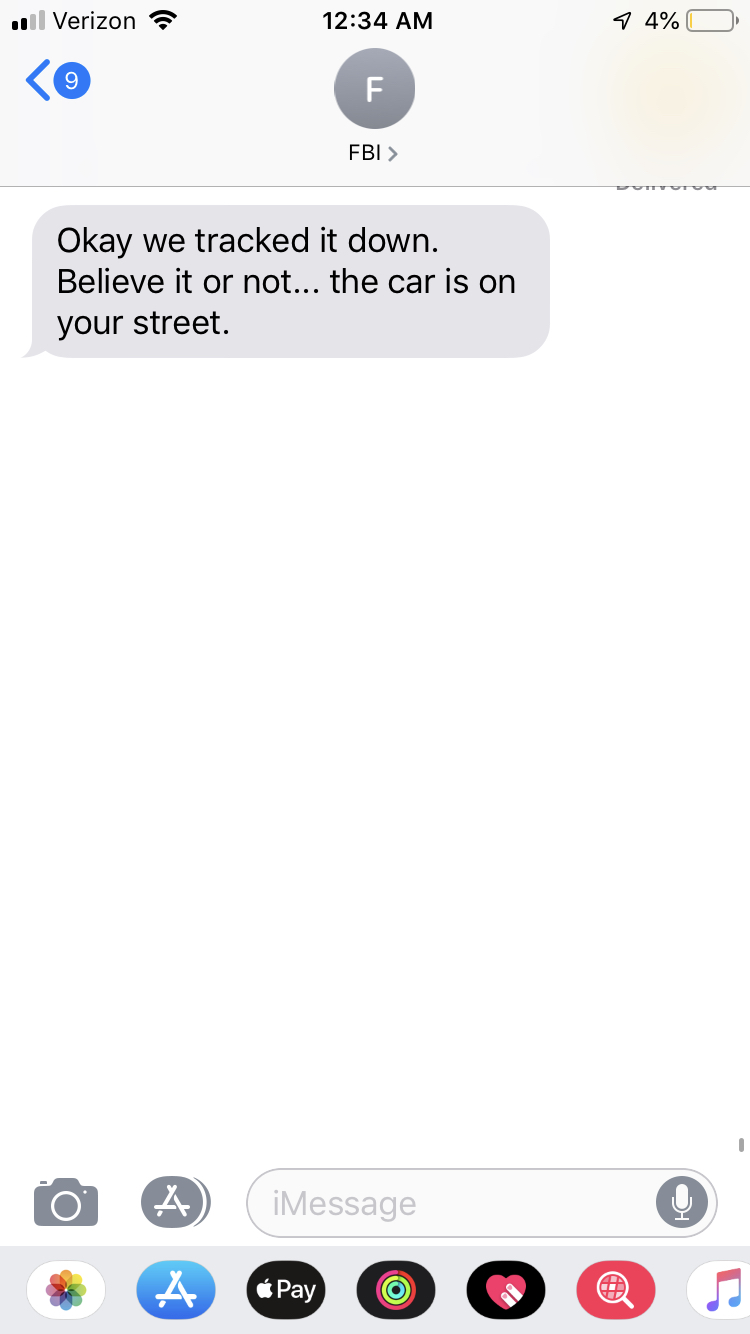 Verizon 12:34 AM 4%
9
F
FBI
Delivered
Okay we tracked it down.
Believe it or not... the car is on
your street.
iMessage
Pay